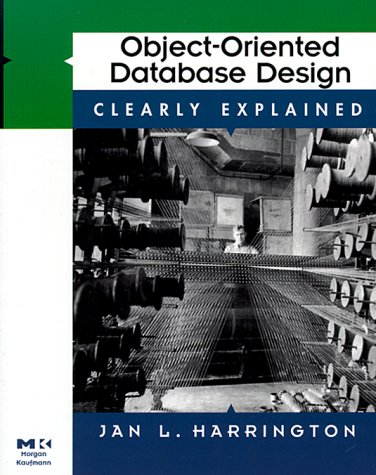 Object-Oriented
Database Design
CLEARLY EXPLAINED
MK
Morgan
Kaufmann
JAN L. HARRINGTON